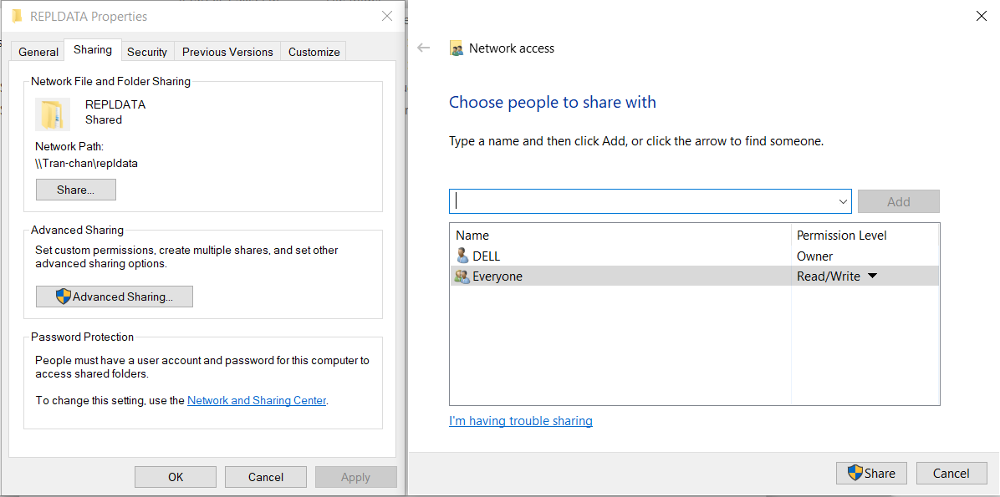 REPLDATA Properties
General
Sharing
Security
Previous Versions
Customize
Network File and Folder Sharing
REPLDATA
Shared
Network Path:
\\Tran-chan\repldata
Share...
Advanced Sharing
Set custom permissions, create multiple shares, and set other
advanced sharing options.
Advanced Sharing...
Password Protection
People must have a user account and password for this computer to
access shared folders.
To change this setting, use the Network and Sharing Center.
OK
Cancel
Apply
Network access
Choose people to share with
Type a name and then click Add, or click the arrow to find someone.
Add
Name
Permission Level
DELL
Owner
Everyone
Read/Write
I'm having trouble sharing
Share
Cancel